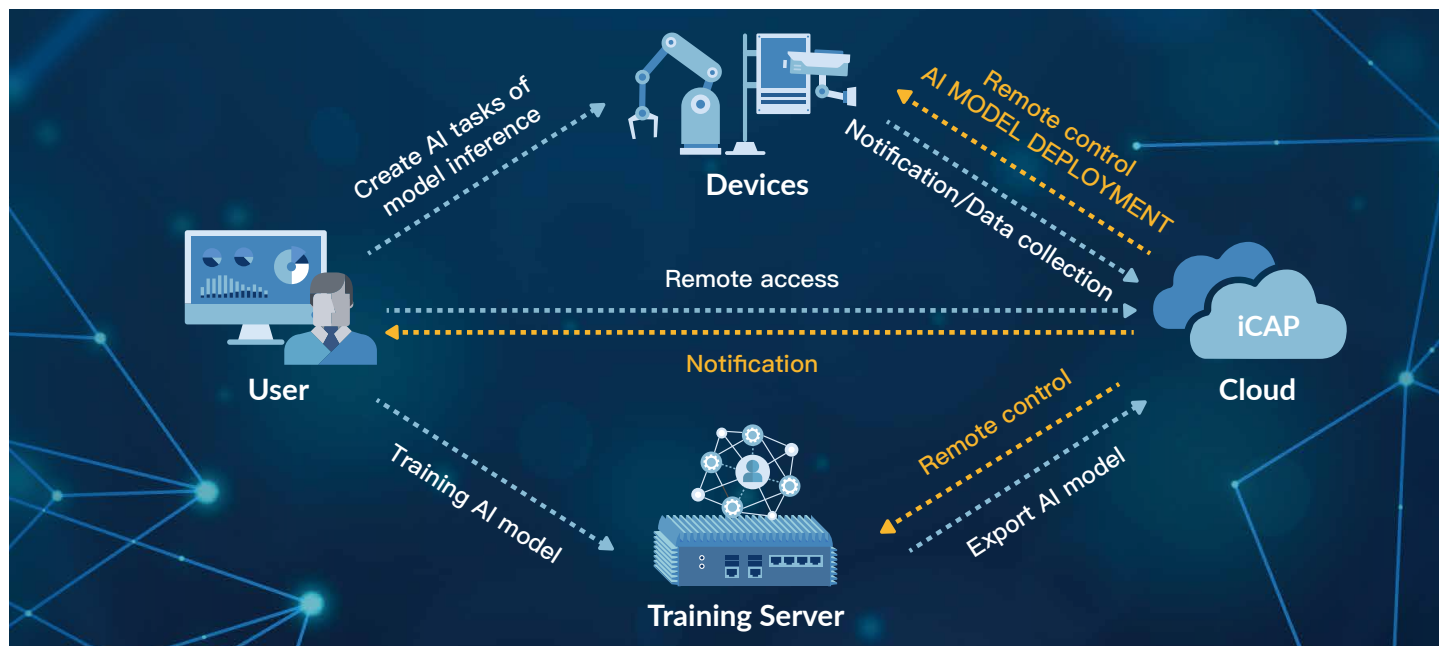 Create AI tasks of
model inference
Devices
Remote control
AI MODEL DEPLOYMENT
Notification/Data collection
Remote access
iCAP
Notification
User
Cloud
Training AI model
Remote control
Export AI model
Training Server